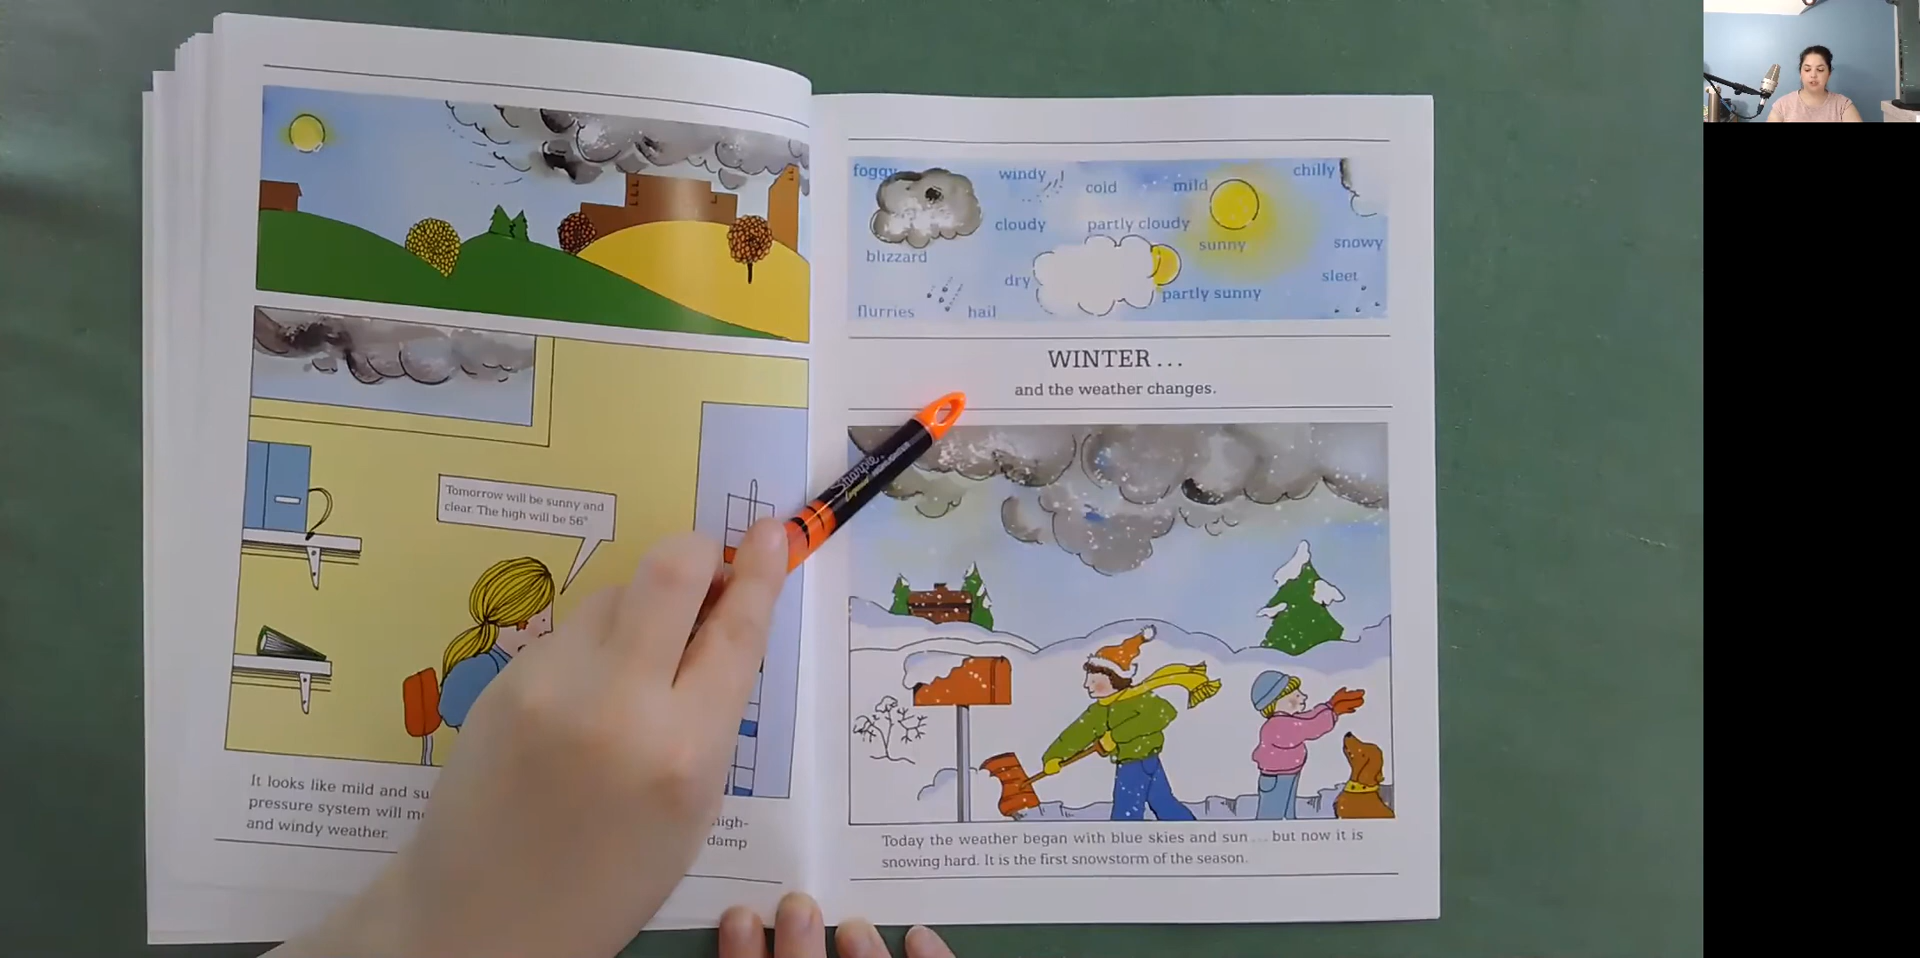 Tomorrow will be sunny and
clear. The high will be 56°
It looks like mild and su
pressure system will m
and windy weather.
high-
damp
Sharpie
foggy
windy
cold
mild
chilly
cloudy
partly cloudy
sunny
snowy
blizzard
dry
partly sunny
sleet
flurries
hail
WINTER...
and the weather changes.
Today the weather began with blue skies and sun... but now it is
snowing hard. It is the first snowstorm of the season.